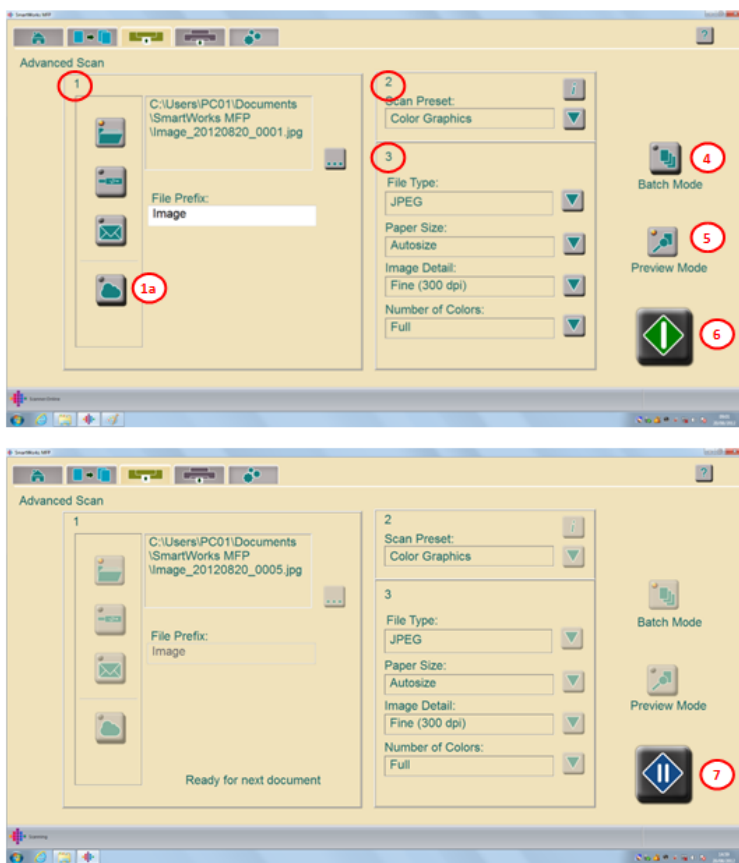 SmartWorks MFP
?
Advanced Scan
1
C:\Users\PC01\Documents
\SmartWorks MFP
\Image_20120820_0001.jpg
...
File Prefix:
Image
1a
2
i
Scan Preset:
Color Graphics
3
File Type:
JPEG
Paper Size:
Autosize
Image Detail:
Fine (300 dpi)
Number of Colors:
Full
4
Batch Mode
5
Preview Mode
6
Scanner Online
SmartWorks MFP
?
Advanced Scan
1
C:\Users\PC01\Documents
\SmartWorks MFP
\Image_20120820_0005.jpg
...
File Prefix:
Image
Ready for next document
2
i
Scan Preset:
Color Graphics
3
File Type:
JPEG
Paper Size:
Autosize
Image Detail:
Fine (300 dpi)
Number of Colors:
Full
Batch Mode
Preview Mode
7
Scanning